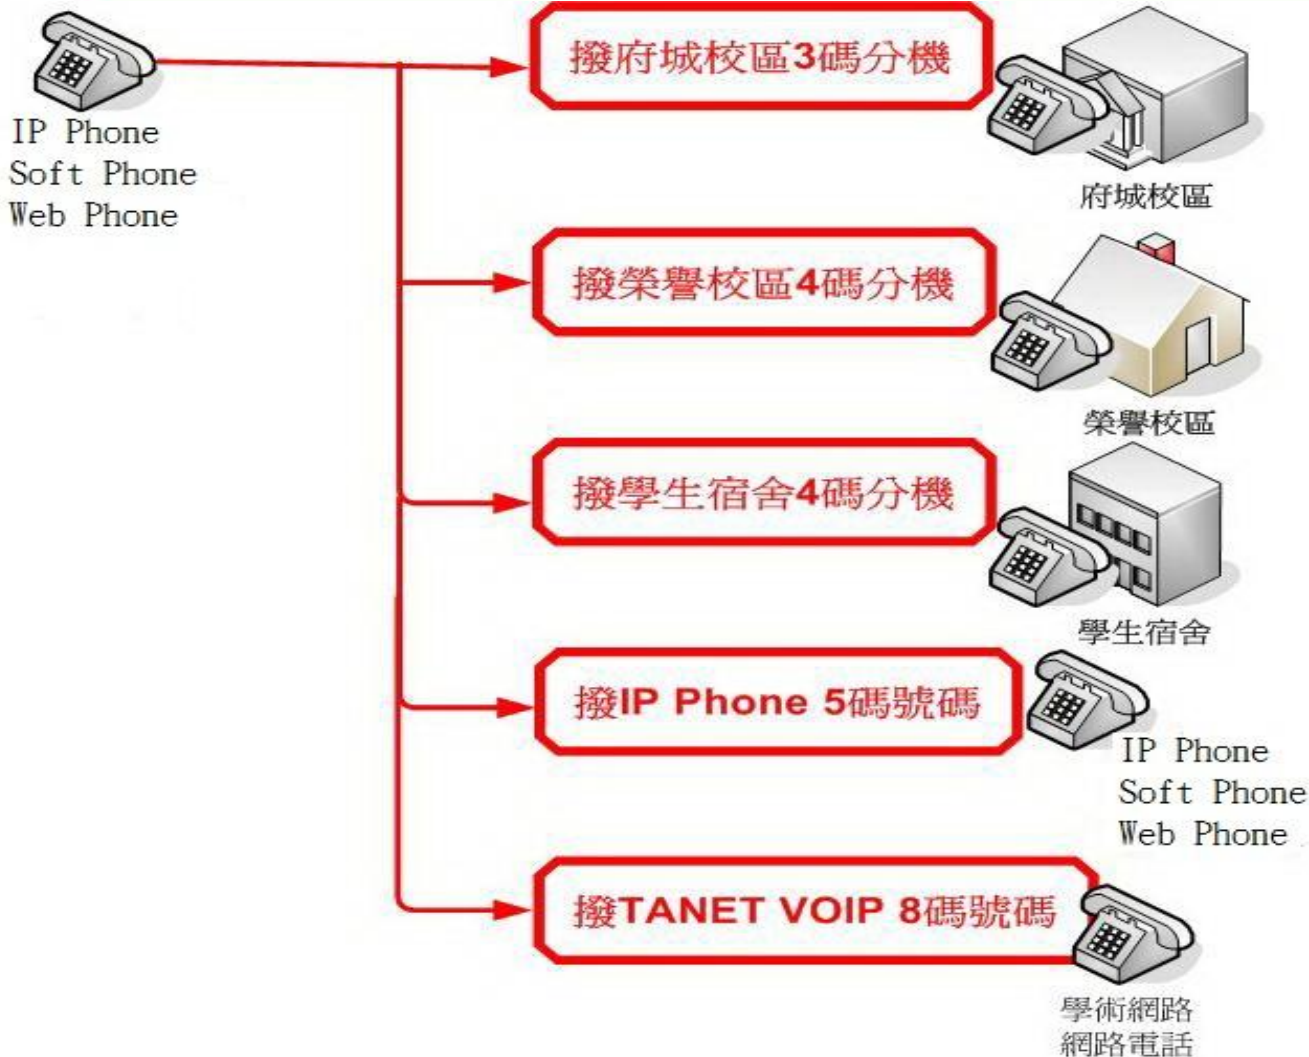 IP Phone
Soft Phone
Web Phone
撥府城校區3碼分機
府城校區
撥榮譽校區4碼分機
榮譽校區
撥學生宿舍4碼分機
學生宿舍
撥IP Phone 5碼號碼
IP Phone
Soft Phone
Web Phone
撥TANET VOIP 8碼號碼
學術網路
網路電話